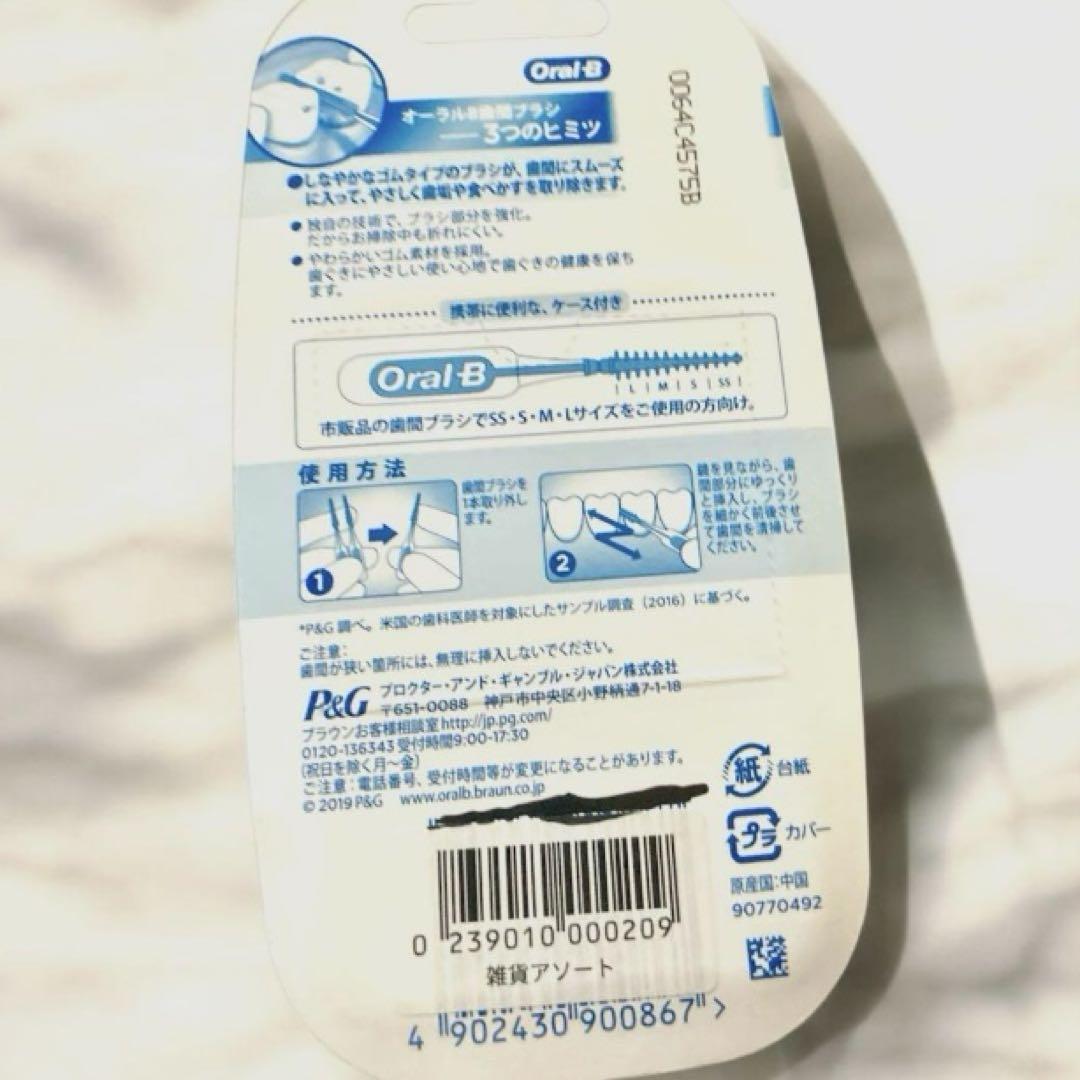 Oral-B
0064C4575B
オーラルB歯間ブラシ
3つのヒミツ
●しなやかなゴムタイプのブラシが、歯間にスムーズ
に入って、やさしく歯垢や食べかすを取り除きます。
●独自の技術で、ブラシ部分を強化。
だからお掃除中も折れにくい。
●やわらかいゴム素材を採用。
歯ぐきにやさしい使い心地で歯ぐきの健康を保ち
ます。
携帯に便利な、ケース付き
Oral-B
L M S SS
市販品の歯間ブラシでSS・S・M・Lサイズをご使用の方向け。
使用方法
1
歯間ブラシを
1本取り外し
ます。
2
鏡を見ながら、歯
間部分にゆっくり
と挿入し、ブラシ
を細かく前後させ
て歯間を清掃して
ください。
*P&G 調べ。米国の歯科医師を対象にしたサンプル調査（2016）に基づく。
ご注意:
歯間が狭い箇所には、無理に挿入しないでください。
P&G プロクター・アンド・ギャンブル・ジャパン株式会社
〒651-0088 神戸市中央区小野柄通7-1-18
ブラウンお客様相談室 http://jp.pg.com/
0120-136343 受付時間9:00-17:30
(祝日を除く月〜金)
ご注意:電話番号、受付時間等が変更になることがあります。
© 2019 P&G www.oralb.braun.co.jp
紙 台紙
プラ カバー
原産国:中国
90770492
0 239010 000209
雑貨アソート
4 902430 900867 >